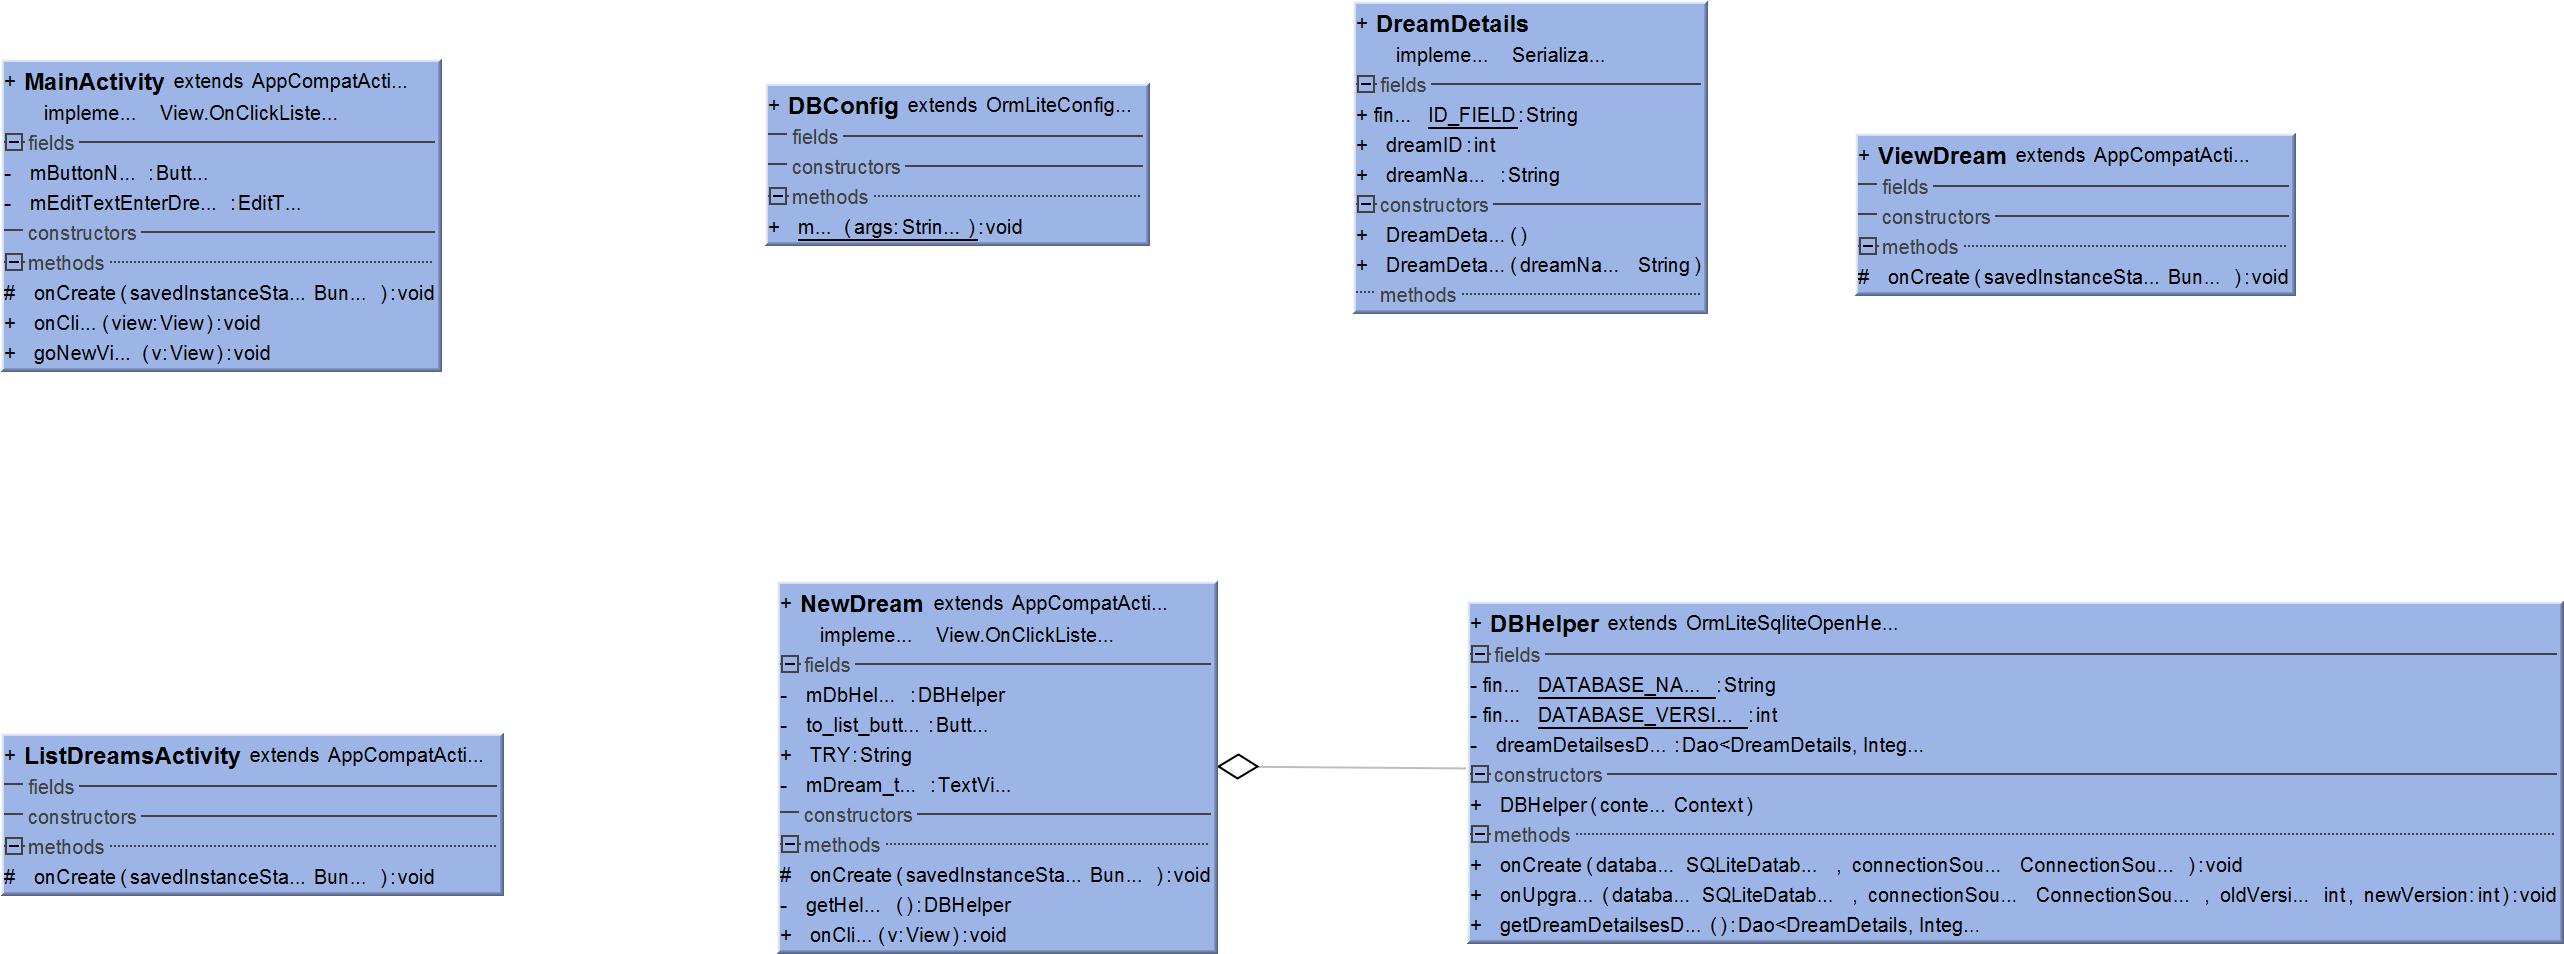 + MainActivity extends AppCompatActi...
impleme... View.OnClickListe...
fields
- mButtonN... :Butt...
- mEditTextEnterDre... :EditT...
constructors
methods
# onCreate(savedInstanceSta... Bun... ):void
+ onCli... (view:View):void
+ goNewVi... (v:View):void
+ DBConfig extends OrmLiteConfig...
fields
constructors
methods
+ m... (args:Strin... ):void
+ DreamDetails
impleme... Serializa...
fields
+ fin... ID_FIELD:String
+ dreamID:int
+ dreamNa... :String
constructors
+ DreamDeta... ()
+ DreamDeta... (dreamNa... String)
methods
+ ViewDream extends AppCompatActi...
fields
constructors
methods
# onCreate(savedInstanceSta... Bun... ):void
+ ListDreamsActivity extends AppCompatActi...
fields
constructors
methods
# onCreate(savedInstanceSta... Bun... ):void
+ NewDream extends AppCompatActi...
impleme... View.OnClickListe...
fields
- mDbHel... :DBHelper
- to_list_butt... :Butt...
+ TRY:String
- mDream_t... :TextVi...
constructors
methods
# onCreate(savedInstanceSta... Bun... ):void
- getHel... ():DBHelper
+ onCli... (v:View):void
+ DBHelper extends OrmLiteSqliteOpenHe...
fields
- fin... DATABASE_NA... :String
- fin... DATABASE_VERSI... :int
- dreamDetailsesD... :Dao<DreamDetails, Integ...
constructors
+ DBHelper(conte... Context)
methods
+ onCreate(databa... SQLiteDatab... , connectionSou... ConnectionSou... ):void
+ onUpgra... (databa... SQLiteDatab... , connectionSou... ConnectionSou... , oldVersi... int, newVersion:int):void
+ getDreamDetailsesD... ():Dao<DreamDetails, Integ...